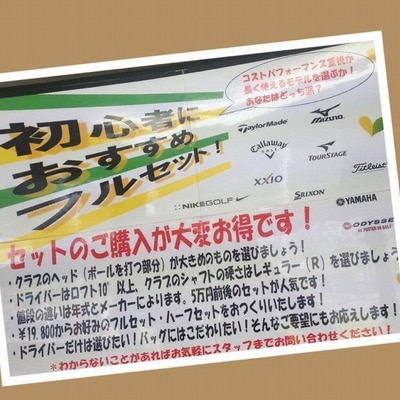 コストパフォーマンス重視か
長く使えるモデルを選ぶか!
あなたはどっち派?
初心者に
おすすめ
フルセット!
TaylorMade
MIZUNO
Callaway
GOLF
TOURSTAGE
Titleist
XXIO
SRIXON
NIKEGOLF
YAMAHA
ODYSSEY
セットのご購入が大変お得です!
・クラブのヘッド(ボールを打つ部分)が大きめのものを選びましょう!
・ドライバーはロフト10°以上、クラブのシャフトの硬さはレギュラー(R)を選びましょう
・値段の違いは年式とメーカーによります。5万円前後のセットが人気です!
・¥19,800からお好みのフルセット・ハーフセットをおつくりいたします!
・ドライバーだけは選びたい!バッグにはこだわりたい!そんなご要望にもお応えします!
*わからないことがあればお気軽にスタッフまでお問い合わせください!